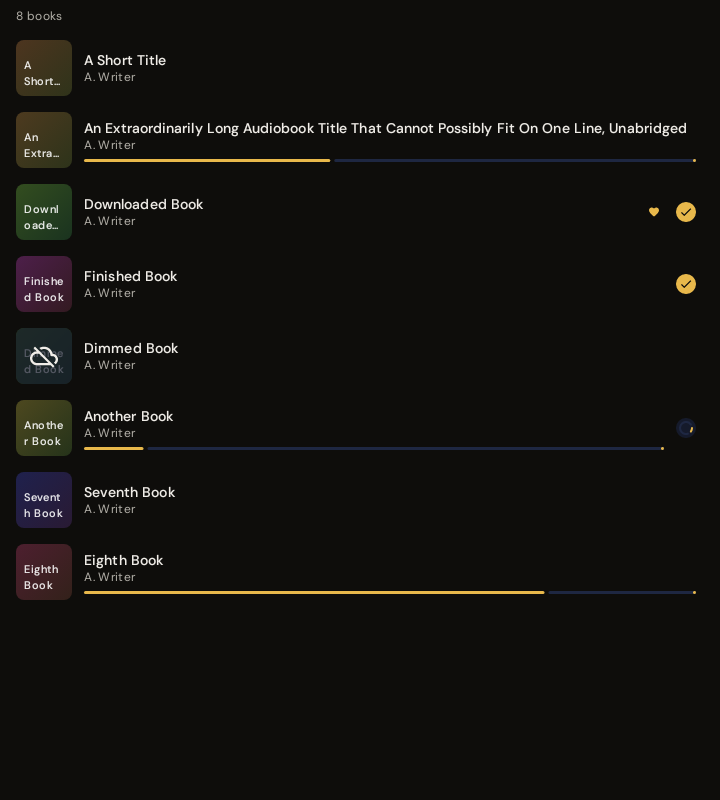 8 books
A
Short…
A Short Title
A. Writer
An
Extra…
An Extraordinarily Long Audiobook Title That Cannot Possibly Fit On One Line, Unabridged
A. Writer
Downl
oade…
Downloaded Book
A. Writer
Finishe
d Book
Finished Book
A. Writer
d Book
Dimmed Book
A. Writer
Anothe
r Book
Another Book
A. Writer
Sevent
h Book
Seventh Book
A. Writer
Eighth
Book
Eighth Book
A. Writer